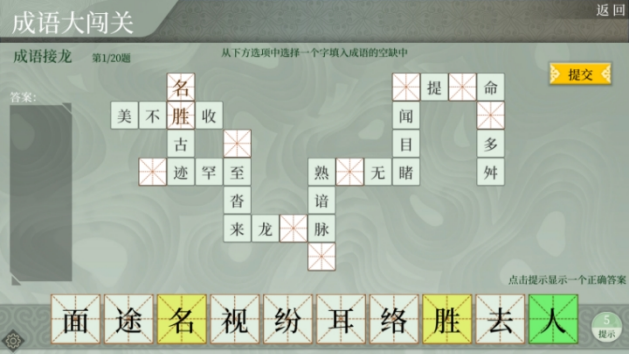 成语大闯关
返回
成语接龙 第1/20题
从下方选项中选择一个字填入成语的空缺中
提交
答案:
名 提 命
美不胜收 闻
古 目 多
迹罕至 熟 无睹 舛
沓 谙
来龙 脉
点击提示显示一个正确答案
面途名视纷耳络胜去人
5
提示